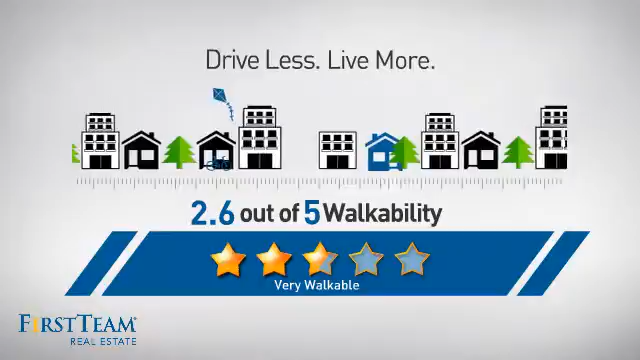 Drive Less. Live More.
2.6 out of 5 Walkability
Very Walkable
FIRSTTEAM®
REAL ESTATE